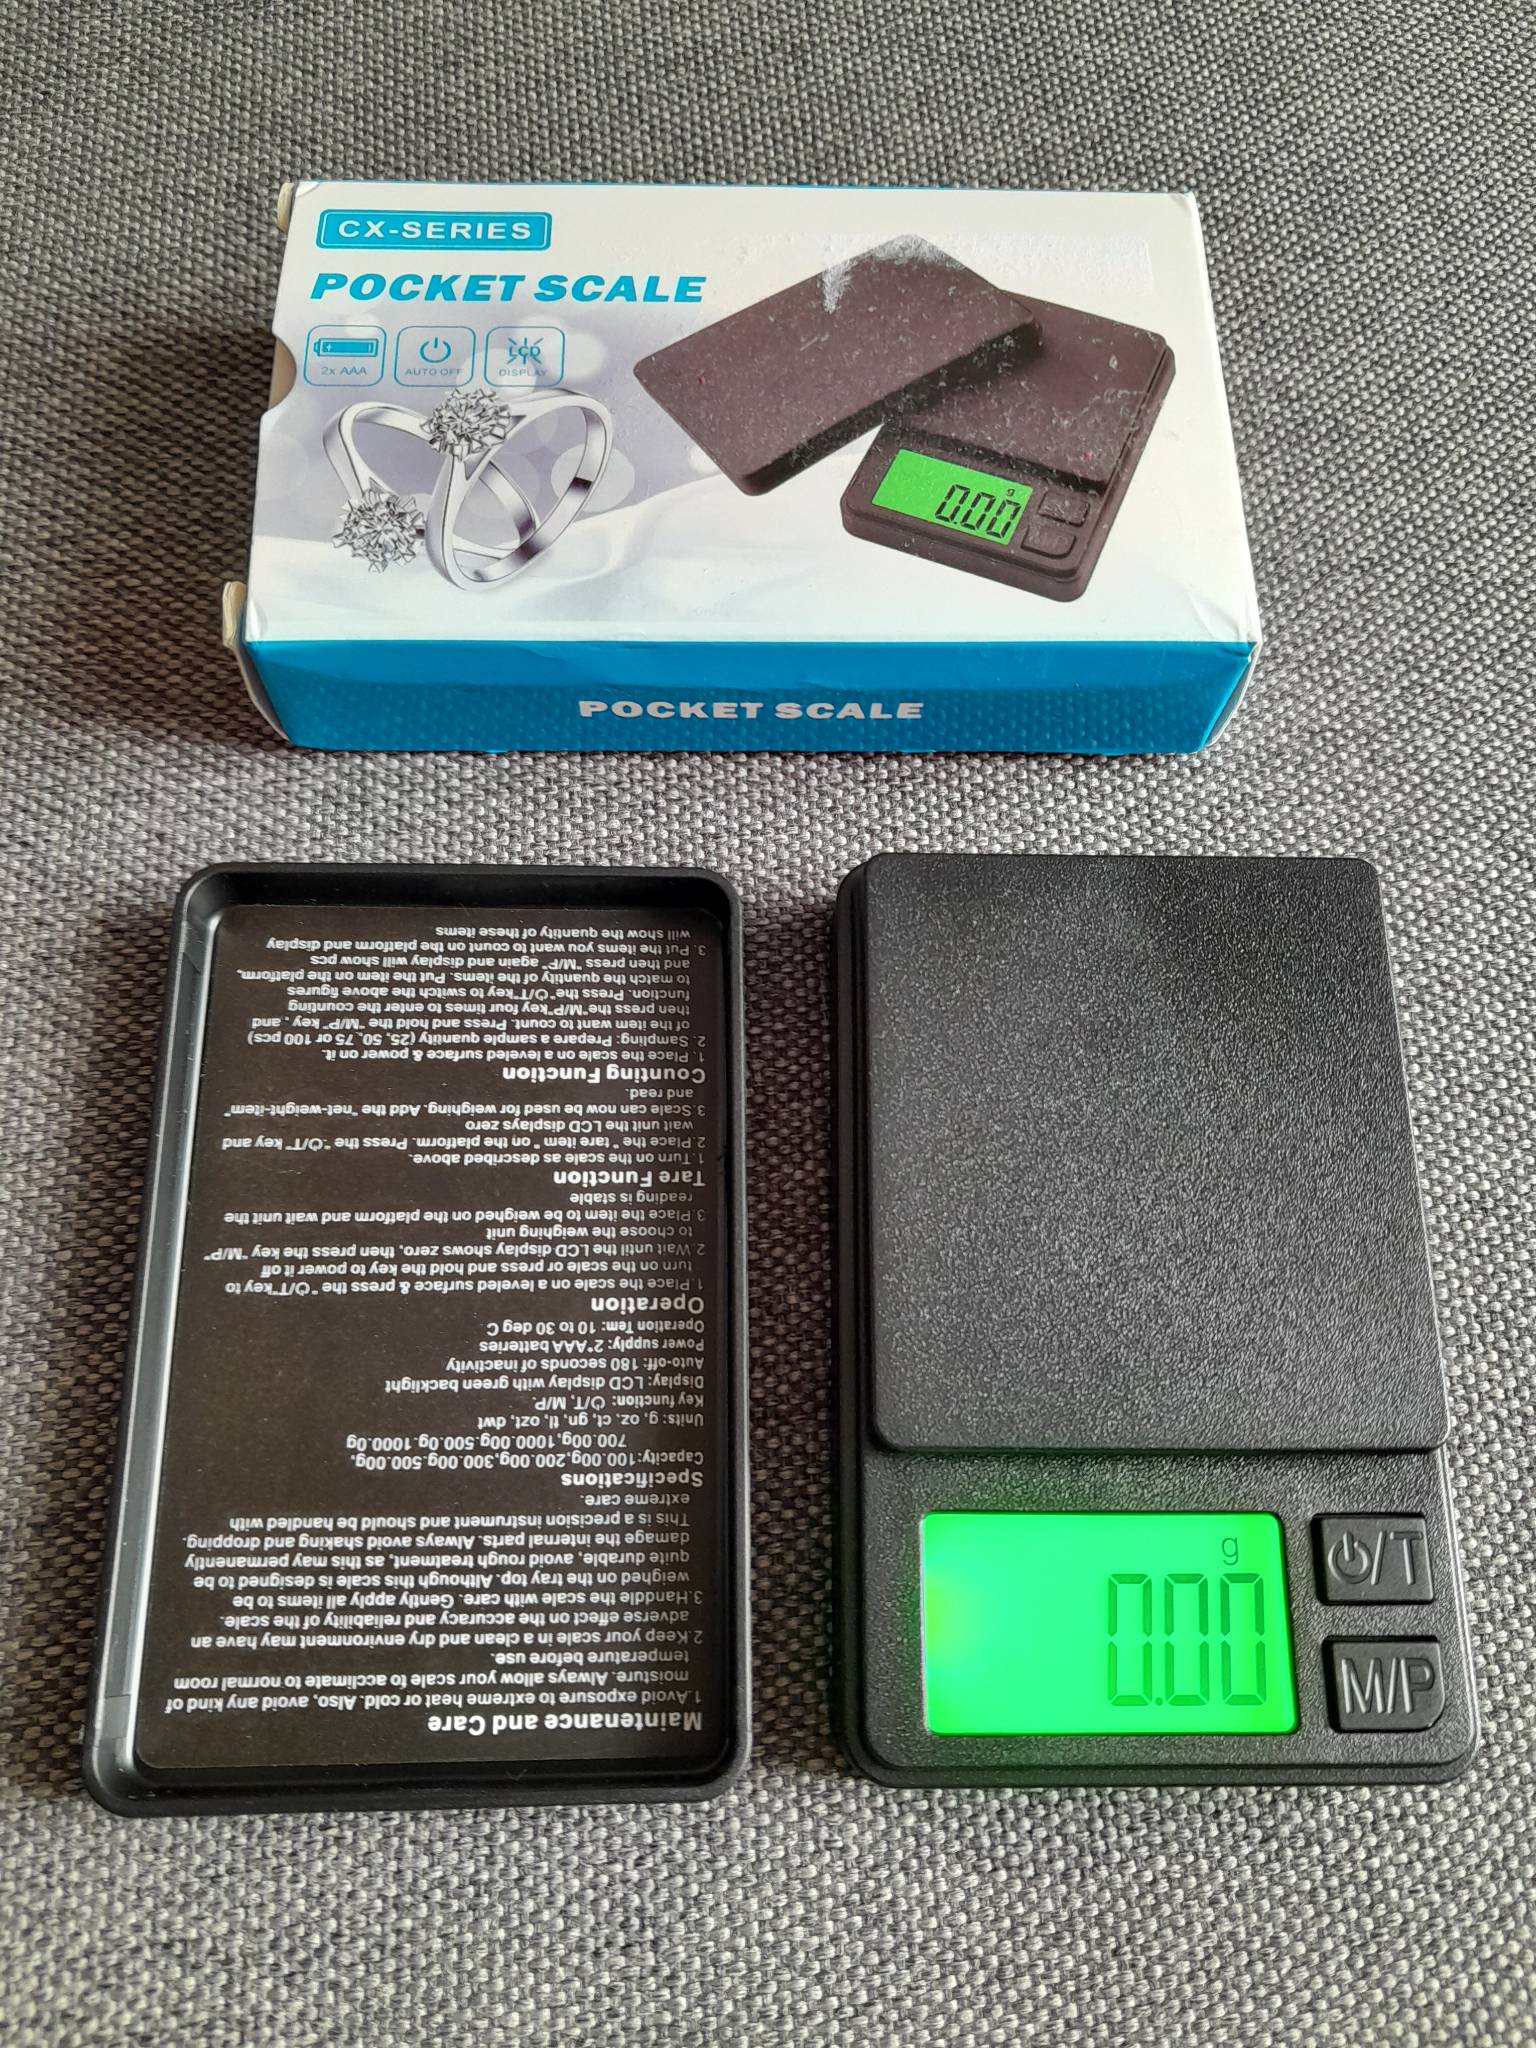 CX-SERIES
POCKET SCALE
2x AAA
AUTO OFF
LCD
DISPLAY
g
0.00
M/P
POCKET SCALE
Maintenance and Care
1.Avoid exposure to extreme heat or cold. Also, avoid any kind of
moisture. Always allow your scale to acclimate to normal room
temperature before use.
2.Keep your scale in a clean and dry environment may have an
adverse effect on the accuracy and reliability of the scale.
3.Handdle the scale with care. Gently apply all items to be
weighed on the tray top. Although this scale is designed to be
quite durable, avoid rough treatment, as this may permanently
damage the internal parts. Always avoid shaking and dropping.
This is a precision instrument and should be handled with
extreme care.
Specifications
Capacity:100.00g,200.00g,300.00g.500.00g,
700.00g,1000.00g.500.0g.1000.0g
Units: g, oz, ct, gn, tl, ozt, dwt
Key function: ⏻/T, M/P.
Display: LCD display with green backlight
Auto-off: 180 seconds of inactivity
Power supply: 2*AAA batteries
Operation Tem: 10 to 30 deg C
Operation
1.Place the scale on a leveled surface & press the "⏻/T"key to
turn on the scale or press and hold the key to power it off
2.Wait until the LCD display shows zero, then press the key "M/P"
to choose the weighing unit
3.Place the item to be weighed on the platform and wait unit the
reading is stable
Tare Function
1.Turn on the scale as described above.
2.Place the "tare item" on the platform. Press the "⏻/T" key and
wait unit the LCD displays zero
3.Scale can now be used for weighing. Add the "net-weight-item"
and read.
Counting Function
1. Place the scale on a leveled surface & power on it.
2. Sampling: Prepare a sample quantity (25, 50, 75 or 100 pcs)
of the item want to count. Press and hold the "M/P" key , and
then press the"M/P"key four times to enter the counting
function. Press the"⏻/T"key to switch the above figures
to match the quantity of the items. Put the item on the platform,
and then press "M/P" again and display will show pcs
3. Put the items you want to count on the platform and display
will show the quantity of these items
g
0.00
⏻/T
M/P